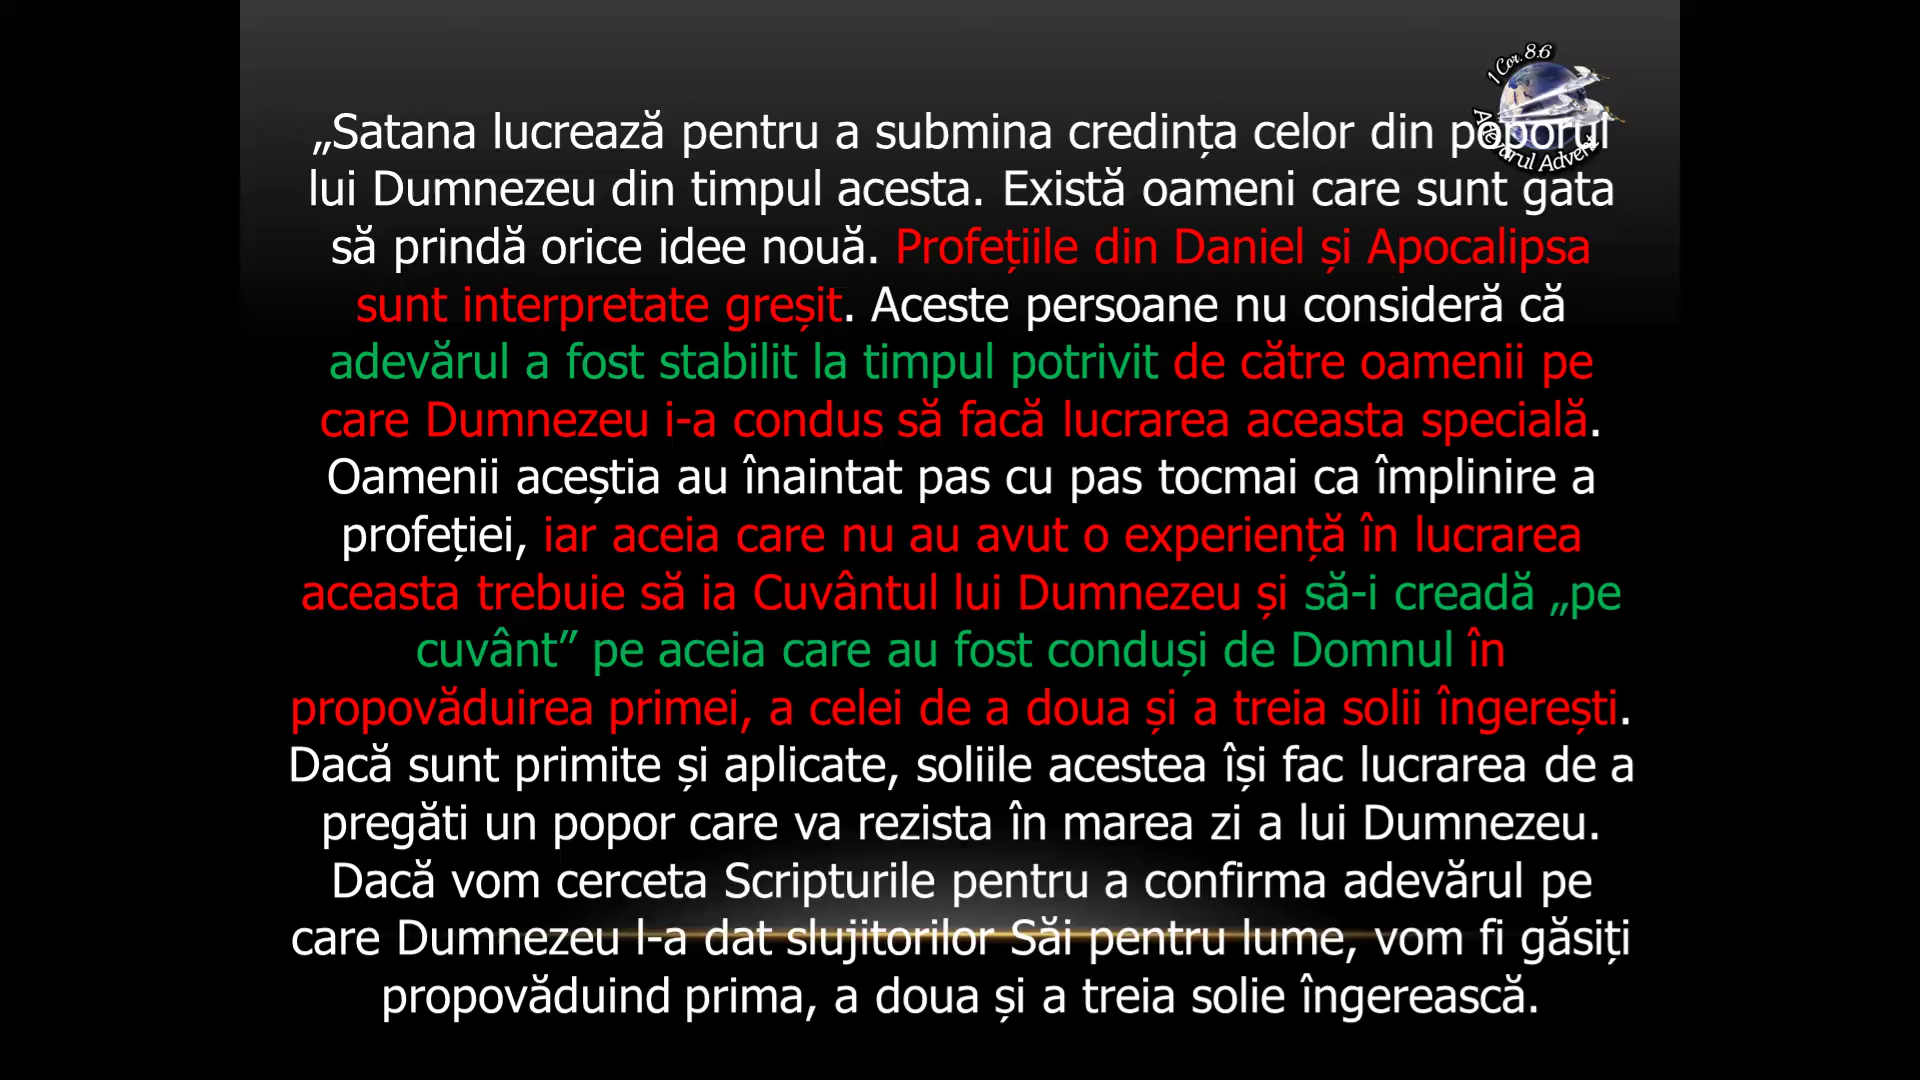 1 Cor. 8:6
Adevărul Advent
„Satana lucrează pentru a submina credința celor din poporul
lui Dumnezeu din timpul acesta. Există oameni care sunt gata
să prindă orice idee nouă. Profețiile din Daniel și Apocalipsa
sunt interpretate greșit. Aceste persoane nu consideră că
adevărul a fost stabilit la timpul potrivit de către oamenii pe
care Dumnezeu i-a condus să facă lucrarea aceasta specială.
Oamenii aceștia au înaintat pas cu pas tocmai ca împlinire a
profeției, iar aceia care nu au avut o experiență în lucrarea
aceasta trebuie să ia Cuvântul lui Dumnezeu și să-i creadă „pe
cuvânt” pe aceia care au fost conduși de Domnul în
propovăduirea primei, a celei de a doua și a treia solii îngerești.
Dacă sunt primite și aplicate, soliile acestea își fac lucrarea de a
pregăti un popor care va rezista în marea zi a lui Dumnezeu.
Dacă vom cerceta Scripturile pentru a confirma adevărul pe
care Dumnezeu l-a dat slujitorilor Săi pentru lume, vom fi găsiți
propovăduind prima, a doua și a treia solie îngerească.